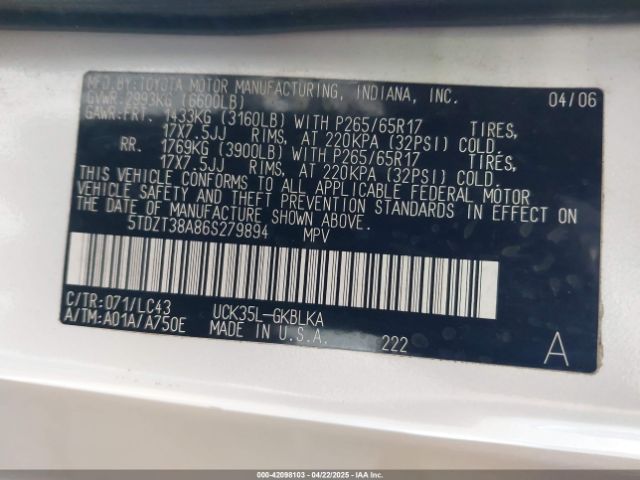 MFD.BY:TOYOTA MOTOR MANUFACTURING, INDIANA, INC. 04/06
GVWR:2993KG (6600LB)
GAWR:FRT. 1433KG (3160LB) WITH P265/65R17 TIRES,
17X7.5JJ RIMS, AT 220KPA (32PSI) COLD.
RR. 1769KG (3900LB) WITH P265/65R17 TIRES,
17X7.5JJ RIMS, AT 220KPA (32PSI) COLD.
THIS VEHICLE CONFORMS TO ALL APPLICABLE FEDERAL MOTOR
VEHICLE SAFETY AND THEFT PREVENTION STANDARDS IN EFFECT ON
THE DATE OF MANUFACTURE SHOWN ABOVE.
5TDZT38A86S279894 MPV
C/TR:071/LC43 UCK35L-GKBLKA
A/TM:A01A/A750E MADE IN U.S.A. 222 A
000-42098103 - 04/22/2025 - IAAI.COM